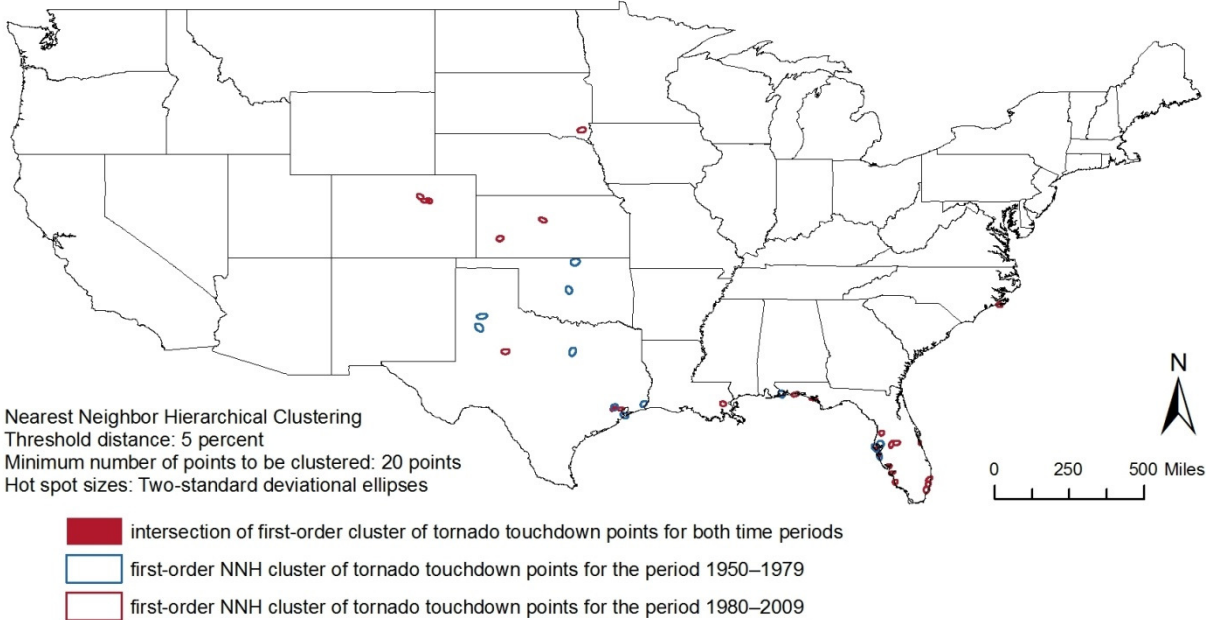 N
Nearest Neighbor Hierarchical Clustering
Threshold distance: 5 percent
Minimum number of points to be clustered: 20 points
Hot spot sizes: Two-standard deviational ellipses
0 250 500 Miles
intersection of first-order cluster of tornado touchdown points for both time periods
first-order NNH cluster of tornado touchdown points for the period 1950–1979
first-order NNH cluster of tornado touchdown points for the period 1980–2009